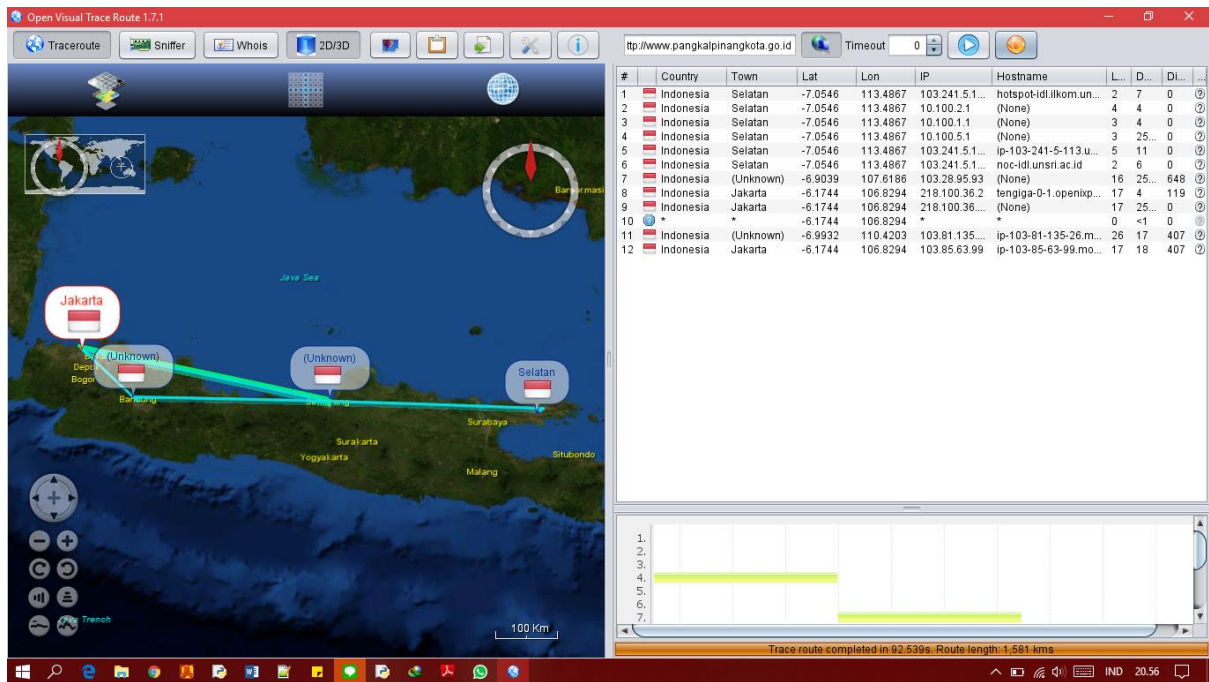 Open Visual Trace Route 1.7.1
Traceroute Sniffer Whois 2D/3D ttp://www.pangkalpinangkota.go.id Timeout 0
# Country Town Lat Lon IP Hostname L... D... Di... ...
1 Indonesia Selatan -7.0546 113.4867 103.241.5.1... hotspot-idl.ilkom.un... 2 7 0
2 Indonesia Selatan -7.0546 113.4867 10.100.2.1 (None) 4 4 0
3 Indonesia Selatan -7.0546 113.4867 10.100.1.1 (None) 3 4 0
4 Indonesia Selatan -7.0546 113.4867 10.100.5.1 (None) 3 25... 0
5 Indonesia Selatan -7.0546 113.4867 103.241.5.1... ip-103-241-5-113.u... 5 11 0
6 Indonesia Selatan -7.0546 113.4867 103.241.5.1... noc-idl.unsri.ac.id 2 6 0
7 Indonesia (Unknown) -6.9039 107.6186 103.28.95.93 (None) 16 25... 648
8 Indonesia Jakarta -6.1744 106.8294 218.100.36.2 tengiga-0-1.openixp... 17 4 119
9 Indonesia Jakarta -6.1744 106.8294 218.100.36.... (None) 17 25... 0
10 * * -6.1744 106.8294 * * 0 <1 0
11 Indonesia (Unknown) -6.9932 110.4203 103.81.135.... ip-103-81-135-26.m... 26 17 407
12 Indonesia Jakarta -6.1744 106.8294 103.85.63.99 ip-103-85-63-99.mo... 17 18 407
Java Sea
Jakarta
(Unknown)
(Unknown)
Selatan
Depok
Bogor
Bandung
Semarang
Surabaya
Surakarta
Yogyakarta
Situbondo
Malang
Trench
100 Km
1.
2.
3.
4.
5.
6.
7.
Trace route completed in 92.539s. Route length: 1,581 kms
IND 20.56